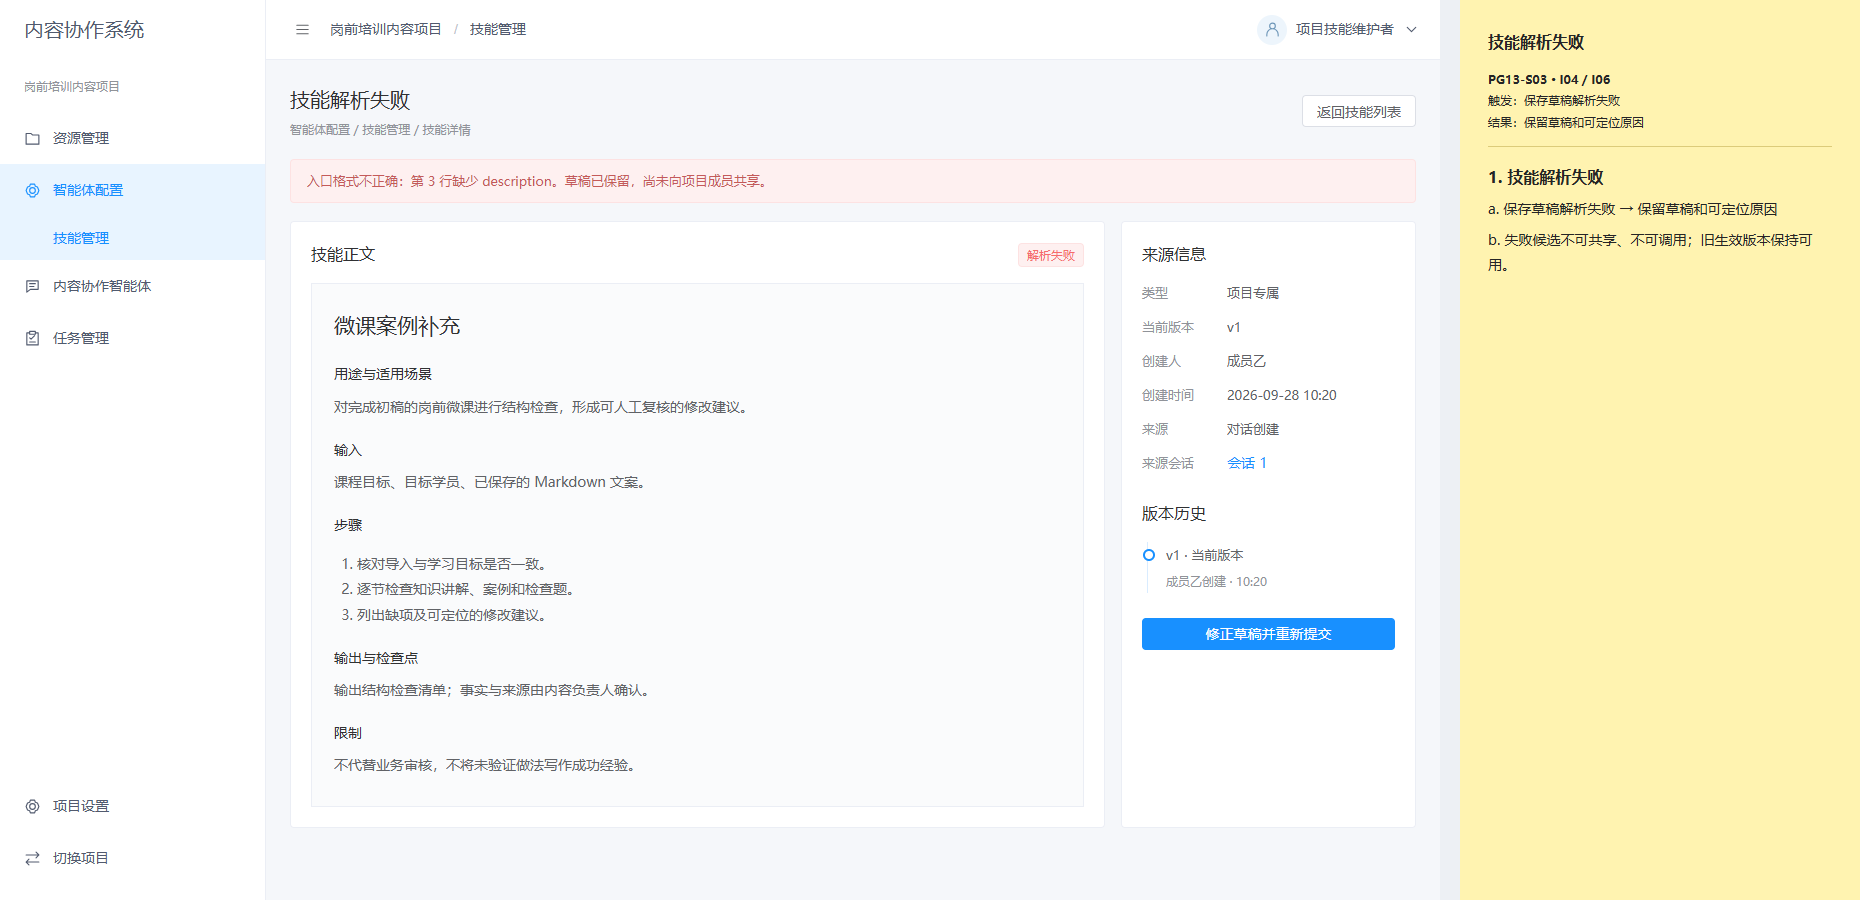 内容协作系统
岗前培训内容项目
资源管理
智能体配置
技能管理
内容协作智能体
任务管理
项目设置
切换项目
岗前培训内容项目 / 技能管理
项目技能维护者
技能解析失败
智能体配置 / 技能管理 / 技能详情
返回技能列表
入口格式不正确：第 3 行缺少 description。草稿已保留，尚未向项目成员共享。
技能正文
解析失败
微课案例补充
用途与适用场景
对完成初稿的岗前微课进行结构检查，形成可人工复核的修改建议。
输入
课程目标、目标学员、已保存的 Markdown 文案。
步骤
1. 核对导入与学习目标是否一致。
2. 逐节检查知识讲解、案例和检查题。
3. 列出缺项及可定位的修改建议。
输出与检查点
输出结构检查清单；事实与来源由内容负责人确认。
限制
不代替业务审核，不将未验证做法写作成功经验。
来源信息
类型 项目专属
当前版本 v1
创建人 成员乙
创建时间 2026-09-28 10:20
来源 对话创建
来源会话 会话 1
版本历史
v1 · 当前版本
成员乙创建 · 10:20
修正草稿并重新提交
技能解析失败
PG13-S03 • I04 / I06
触发：保存草稿解析失败
结果：保留草稿和可定位原因
1. 技能解析失败
a. 保存草稿解析失败 → 保留草稿和可定位原因
b. 失败候选不可共享、不可调用；旧生效版本保持可
用。